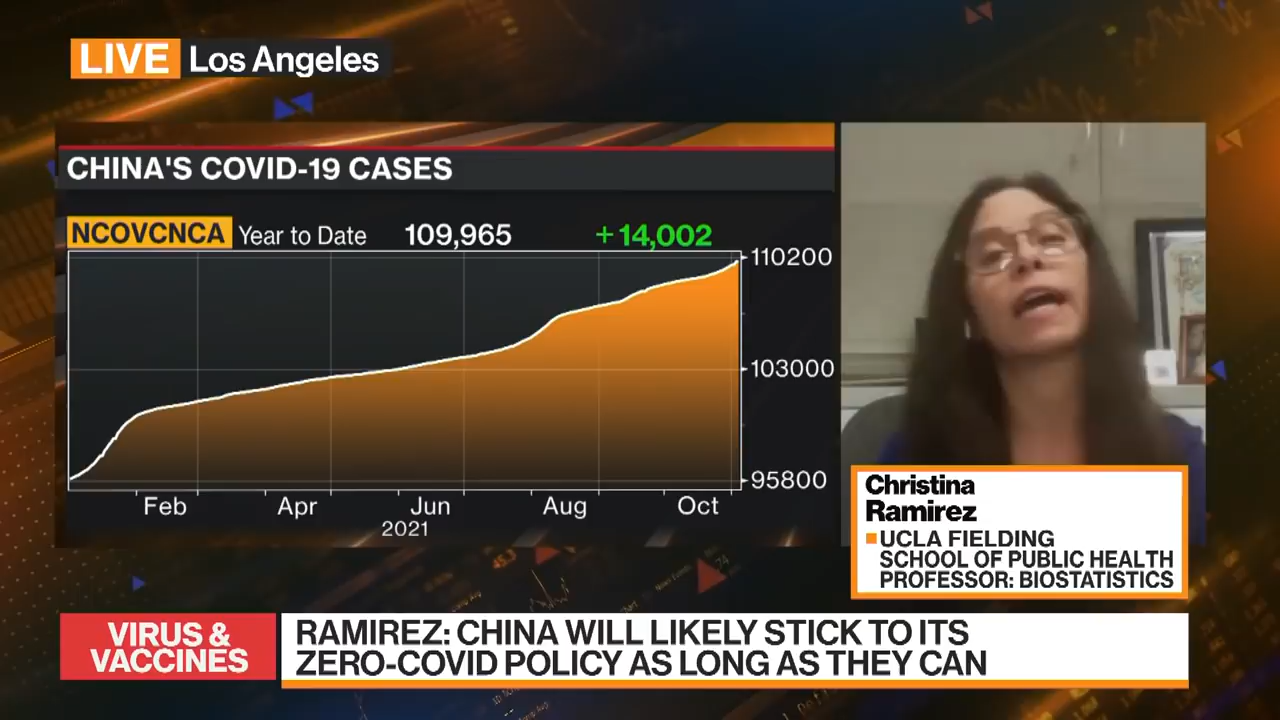 LIVE Los Angeles
CHINA'S COVID-19 CASES
NCOVCNCA Year to Date 109,965 +14,002
110200
103000
95800
Feb Apr Jun Aug Oct
2021
Christina
Ramirez
UCLA FIELDING
SCHOOL OF PUBLIC HEALTH
PROFESSOR: BIOSTATISTICS
VIRUS &
VACCINES
RAMIREZ: CHINA WILL LIKELY STICK TO ITS
ZERO-COVID POLICY AS LONG AS THEY CAN